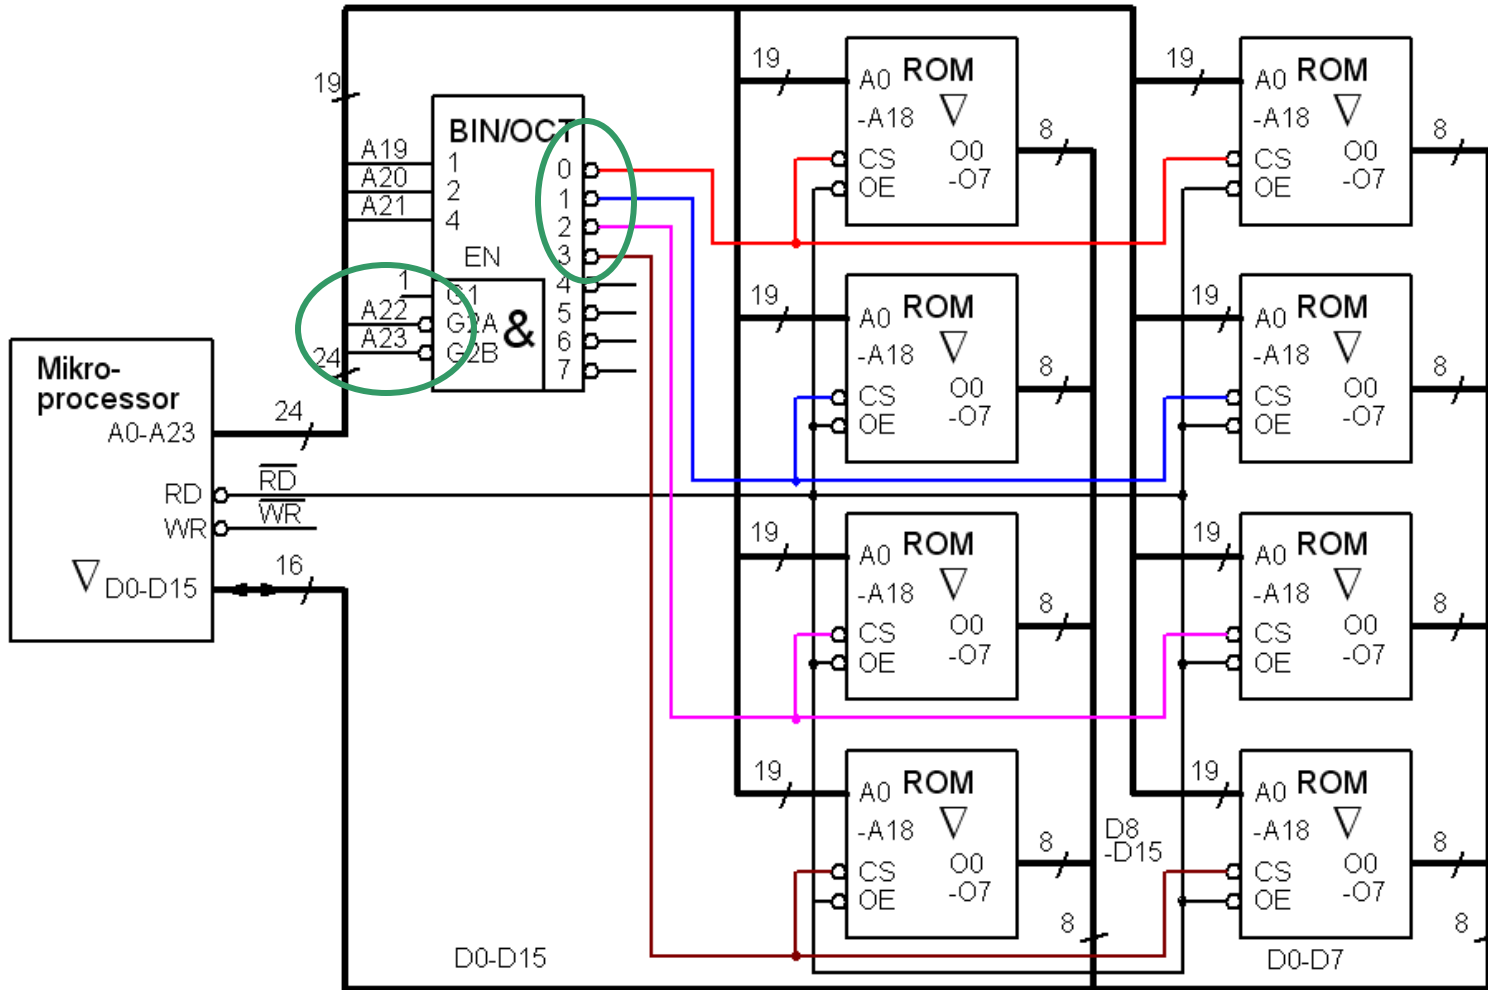 19
BIN/OCT
A19
A20
A21
1
2
4
EN
1
G1
A22
G2A
A23
G2B
&
24
0
1
2
3
4
5
6
7
Mikro-
processor
A0-A23
24
RD
RD
WR
WR
D0-D15
16
D0-D15
19
A0 ROM
-A18
CS
OE
O0
-O7
8
19
A0 ROM
-A18
CS
OE
O0
-O7
8
19
A0 ROM
-A18
CS
OE
O0
-O7
8
19
A0 ROM
-A18
CS
OE
O0
-O7
8
19
A0 ROM
-A18
CS
OE
O0
-O7
8
19
A0 ROM
-A18
CS
OE
O0
-O7
8
19
A0 ROM
-A18
CS
OE
O0
-O7
8
19
A0 ROM
-A18
CS
OE
O0
-O7
8
D8
-D15
8
D0-D7
8